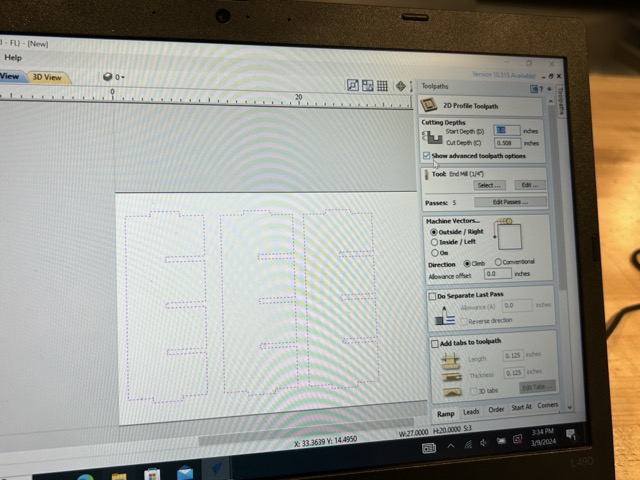 - FL) - [New]
Help
Version 10.515 Available!
View
3D View
0
0
20
Toolpaths
Toolpaths
2D Profile Toolpath
Cutting Depths
Start Depth (D) inches
Cut Depth (C) 0.508 inches
Show advanced toolpath options
Tool: End Mill (1/4")
Select ... Edit ...
Passes: 5 Edit Passes ...
Machine Vectors...
Outside / Right
Inside / Left
On
Direction Climb Conventional
Allowance offset 0.0 inches
Do Separate Last Pass
Allowance (A) 0.0 inches
Reverse direction
Add tabs to toolpath
Length 0.125 inches
Thickness 0.125 inches
3D tabs Edit Tabs ...
Ramp Leads Order Start At Corners
X: 33.3639 Y: 14.4950 W:27.0000 H:20.0000 S:3
3:34 PM
3/9/2024
L490